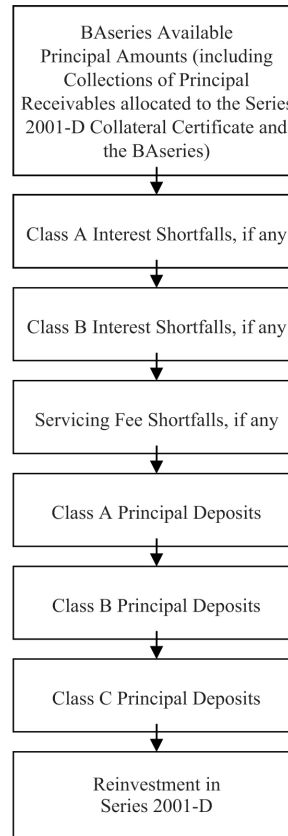 BAseries Available
Principal Amounts (including
Collections of Principal
Receivables allocated to the Series
2001-D Collateral Certificate and
the BAseries)
Class A Interest Shortfalls, if any
Class B Interest Shortfalls, if any
Servicing Fee Shortfalls, if any
Class A Principal Deposits
Class B Principal Deposits
Class C Principal Deposits
Reinvestment in
Series 2001-D